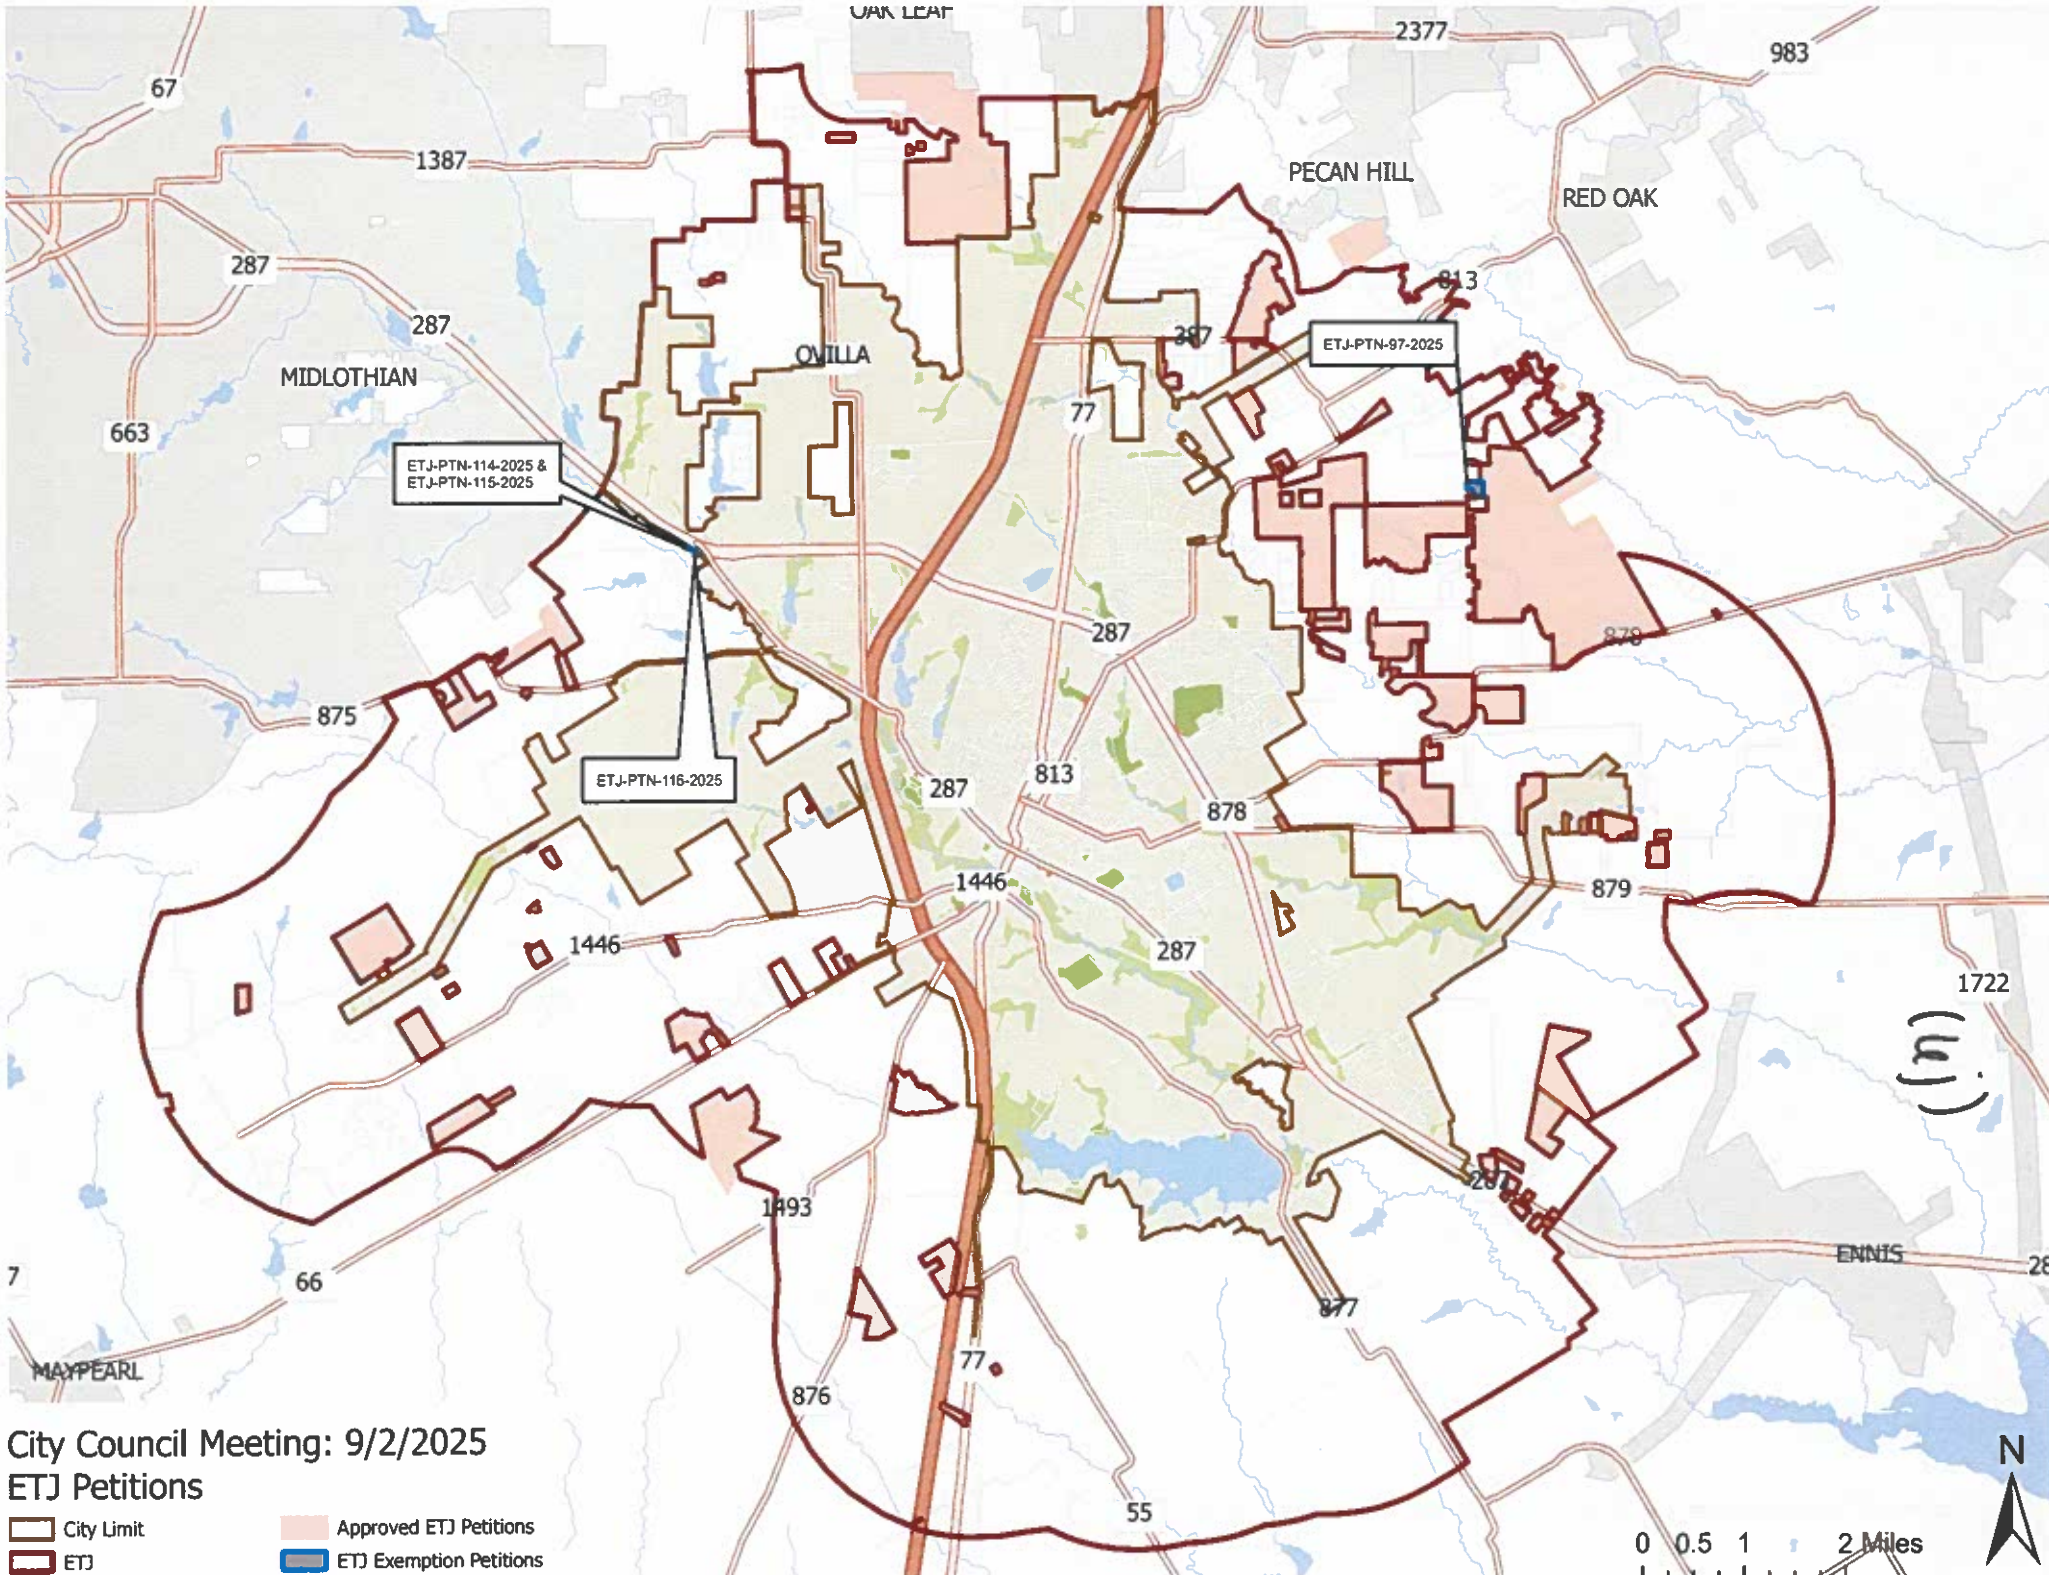 OAK LEAF
2377
983
67
1387
PECAN HILL
RED OAK
287
813
287
387
ETJ-PTN-97-2025
OVILLA
MIDLOTHIAN
77
663
ETJ-PTN-114-2025 &
ETJ-PTN-115-2025
287
878
875
ETJ-PTN-116-2025
813
287
878
1446
879
1446
287
1722
(6j)
287
1493
ENNIS
28
7
66
877
MAYPEARL
77
876
City Council Meeting: 9/2/2025
ETJ Petitions
City Limit
Approved ETJ Petitions
ETJ
ETJ Exemption Petitions
55
N
0 0.5 1 2 Miles